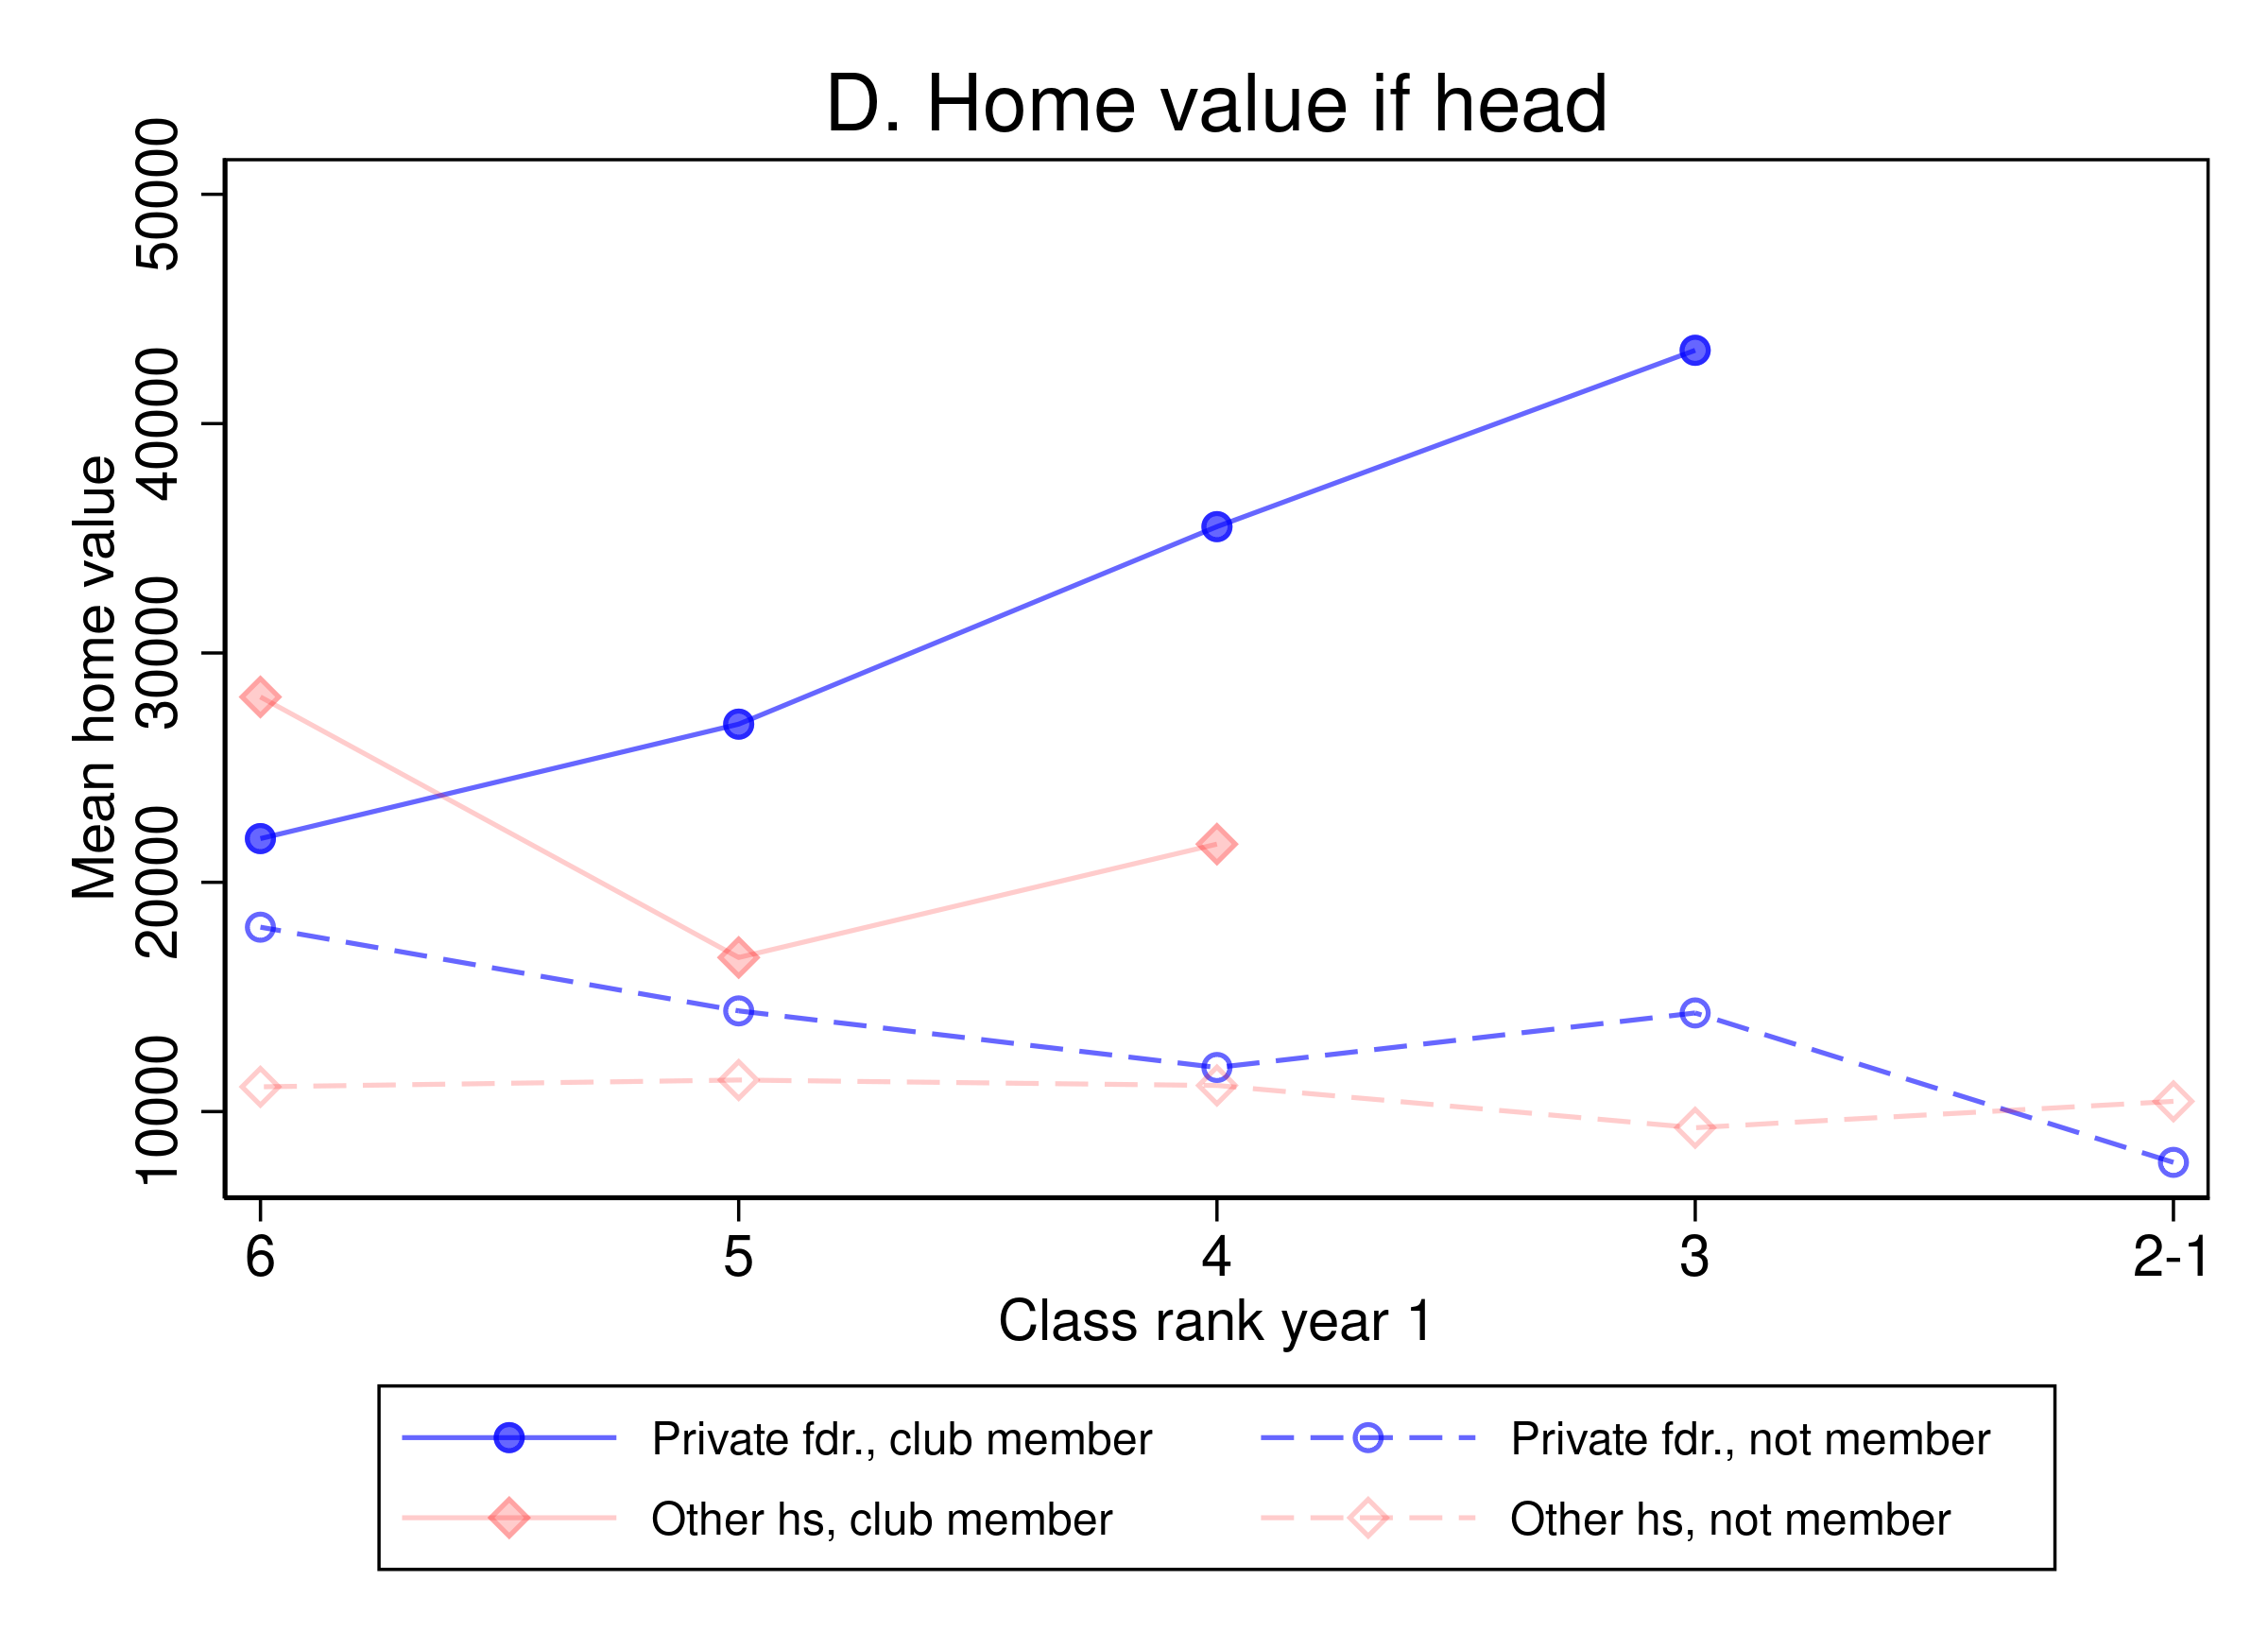 D. Home value if head
Mean home value
50000
40000
30000
20000
10000
6 5 4 3 2-1
Class rank year 1
Private fdr., club member
Private fdr., not member
Other hs, club member
Other hs, not member